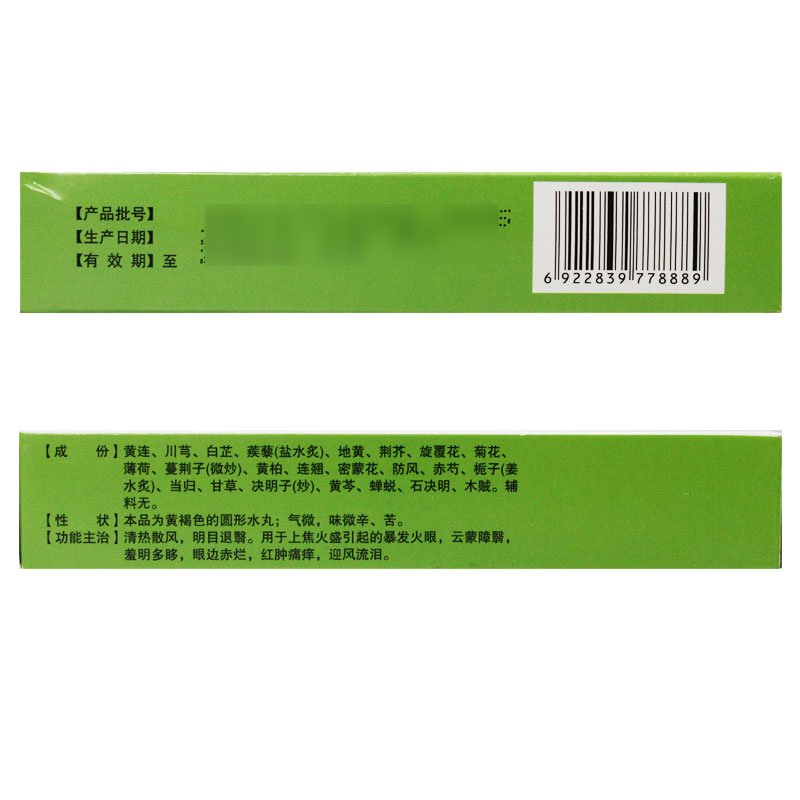 【产品批号】
【生产日期】
【有 效 期】至
6 922839 778889
【成 份】黄连、川芎、白芷、蒺藜(盐水炙)、地黄、荆芥、旋覆花、菊花、
薄荷、蔓荆子(微炒)、黄柏、连翘、密蒙花、防风、赤芍、栀子(姜
水炙)、当归、甘草、决明子(炒)、黄芩、蝉蜕、石决明、木贼。辅
料无。
【性 状】本品为黄褐色的圆形水丸；气微，味微辛、苦。
【功能主治】清热散风，明目退翳。用于上焦火盛引起的暴发火眼，云蒙障翳，
羞明多眵，眼边赤烂，红肿痛痒，迎风流泪。